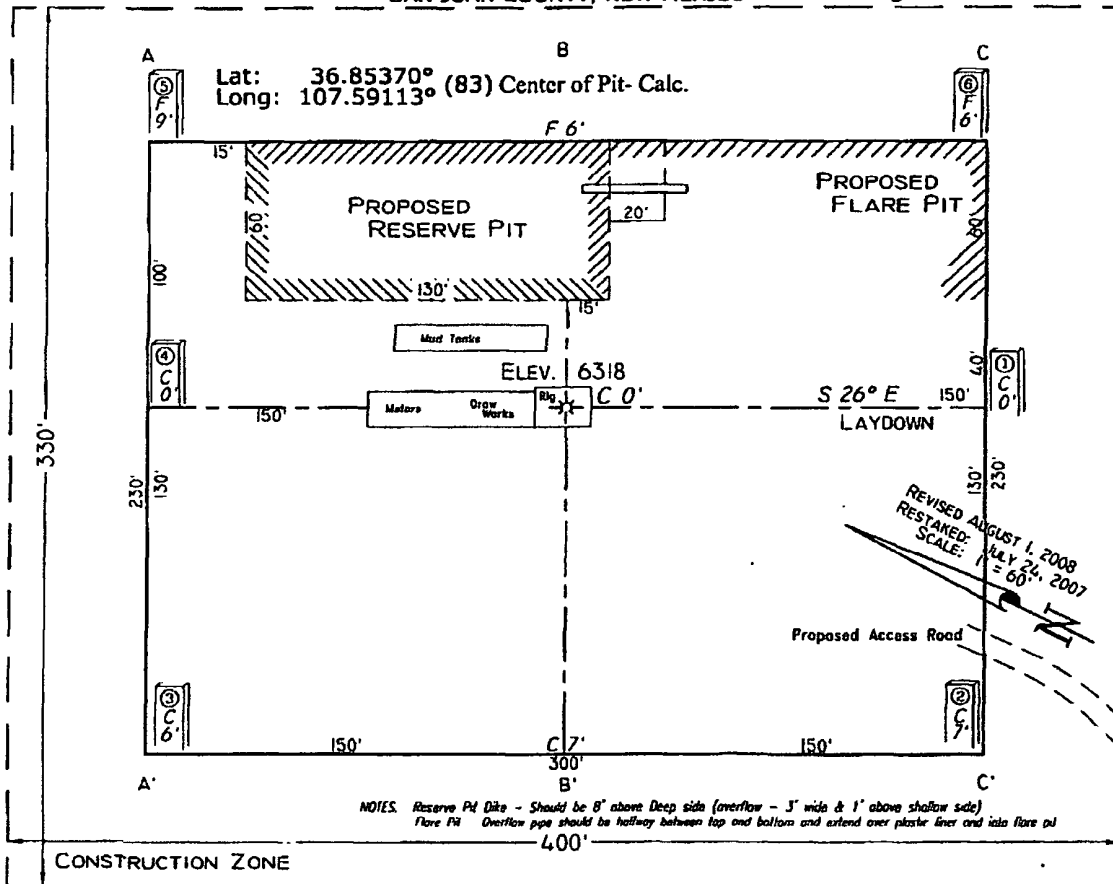 A
B
C
Lat: 36.85370° (83) Center of Pit- Calc.
Long: 107.59113°
⑤
F
9'
⑥
F
6'
F 6'
15'
PROPOSED
RESERVE PIT
PROPOSED
FLARE PIT
20'
60'
60'
100'
130'
15'
Mud Tanks
④
C
0'
①
C
0'
40'
ELEV. 6318
Rig
C 0'
S 26° E
150'
150'
Motors
Draw
Works
LAYDOWN
330'
230'
130'
130'
230'
REVISED AUGUST 1, 2008
RESTAKED: JULY 24, 2007
SCALE: 1" = 60'
N
Proposed Access Road
③
C
6'
②
C
7'
150'
C 7'
150'
300'
A'
B'
C'
NOTES. Reserve Pit Dike - Should be 8' above Deep side (overflow - 3' wide & 1' above shallow side)
Flare Pit Overflow pipe should be halfway between top and bottom and extend over plastic liner and into flare pit
400'
CONSTRUCTION ZONE